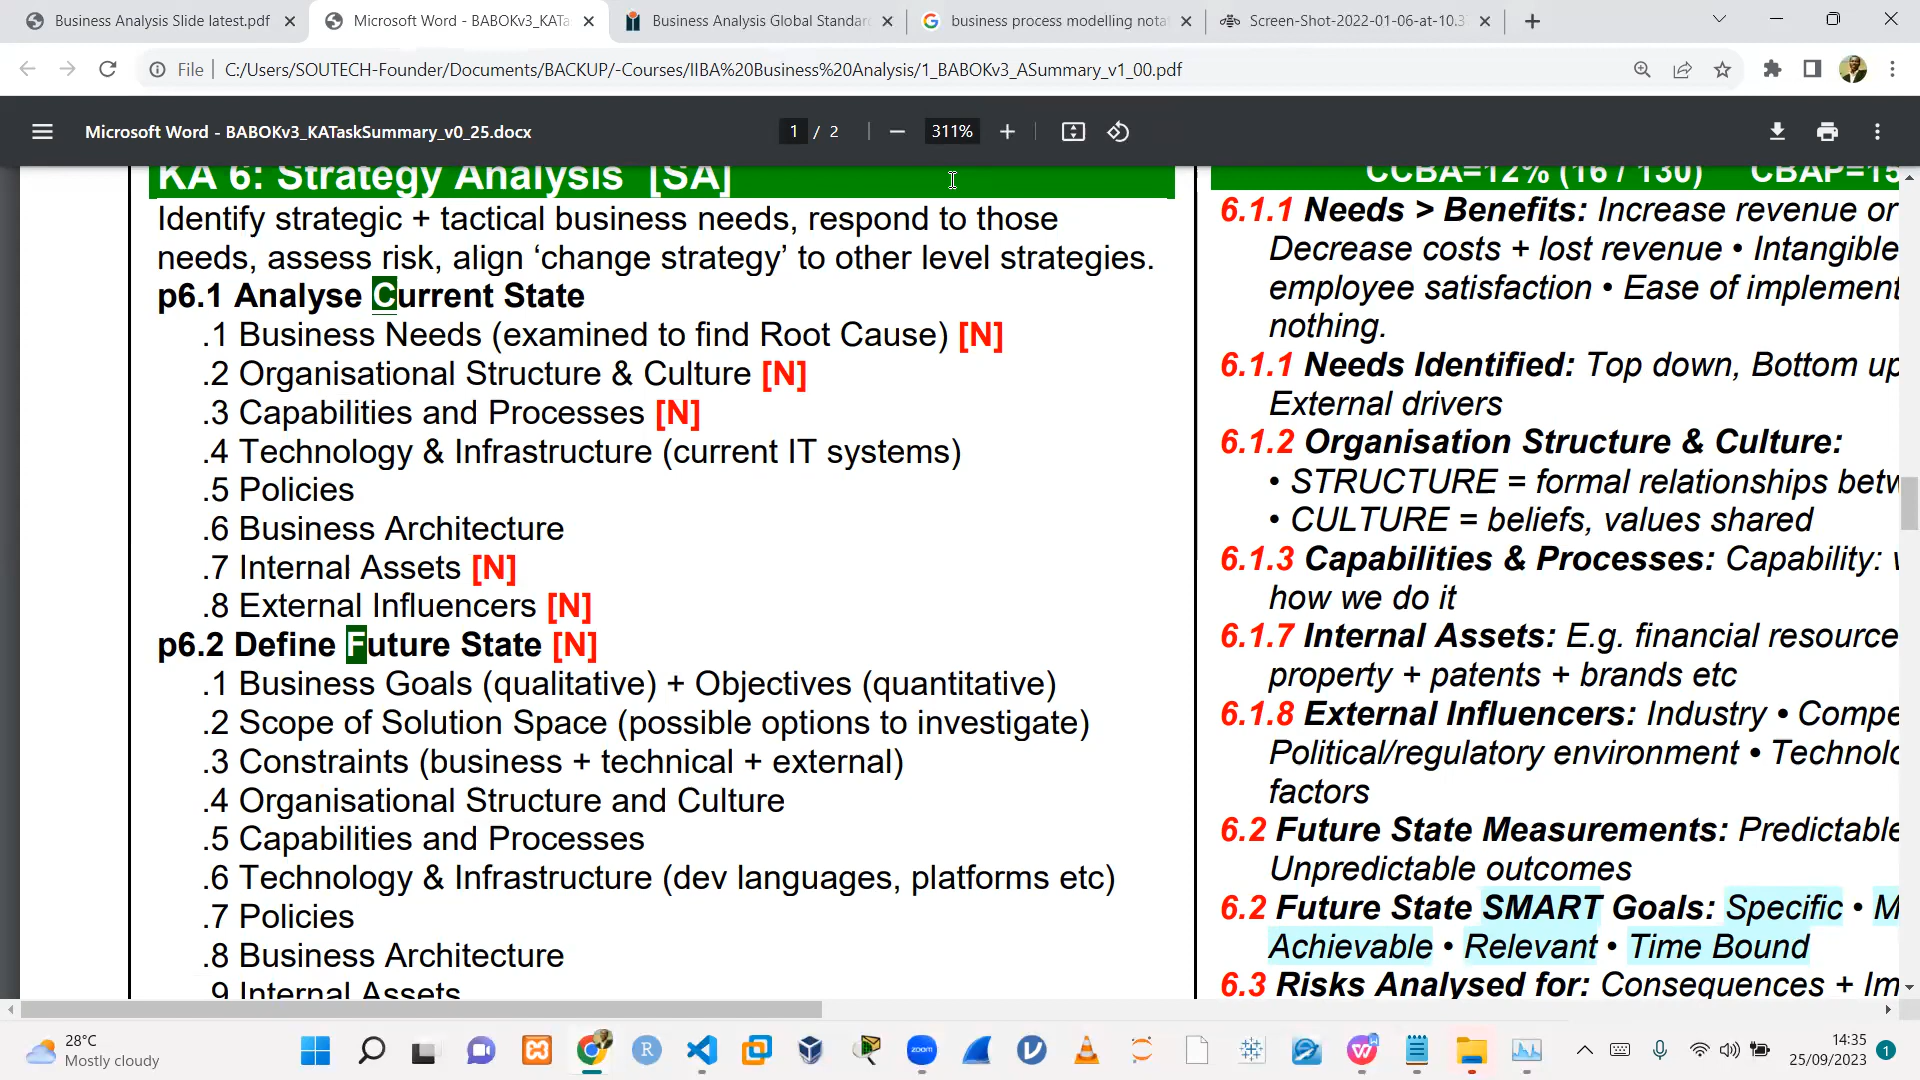 Business Analysis Slide latest.pdf
Microsoft Word - BABOKv3_KATa
Business Analysis Global Standar
business process modelling nota
Screen-Shot-2022-01-06-at-10.3
File
C:/Users/SOUTECH-Founder/Documents/BACKUP/-Courses/IIBA%20Business%20Analysis/1_BABOKv3_ASummary_v1_00.pdf
Microsoft Word - BABOKv3_KATaskSummary_v0_25.docx
1 / 2
311%
KA 6: Strategy Analysis [SA]
Identify strategic + tactical business needs, respond to those
needs, assess risk, align ‘change strategy’ to other level strategies.
p6.1 Analyse Current State
.1 Business Needs (examined to find Root Cause) [N]
.2 Organisational Structure & Culture [N]
.3 Capabilities and Processes [N]
.4 Technology & Infrastructure (current IT systems)
.5 Policies
.6 Business Architecture
.7 Internal Assets [N]
.8 External Influencers [N]
p6.2 Define Future State [N]
.1 Business Goals (qualitative) + Objectives (quantitative)
.2 Scope of Solution Space (possible options to investigate)
.3 Constraints (business + technical + external)
.4 Organisational Structure and Culture
.5 Capabilities and Processes
.6 Technology & Infrastructure (dev languages, platforms etc)
.7 Policies
.8 Business Architecture
.9 Internal Assets
CCBA=12% (16 / 130) CBAP=15
6.1.1 Needs > Benefits: Increase revenue or
Decrease costs + lost revenue • Intangible
employee satisfaction • Ease of implement
nothing.
6.1.1 Needs Identified: Top down, Bottom up
External drivers
6.1.2 Organisation Structure & Culture:
• STRUCTURE = formal relationships betw
• CULTURE = beliefs, values shared
6.1.3 Capabilities & Processes: Capability:
how we do it
6.1.7 Internal Assets: E.g. financial resource
property + patents + brands etc
6.1.8 External Influencers: Industry • Compe
Political/regulatory environment • Technolo
factors
6.2 Future State Measurements: Predictable
Unpredictable outcomes
6.2 Future State SMART Goals: Specific • M
Achievable • Relevant • Time Bound
6.3 Risks Analysed for: Consequences + Im
28°C
Mostly cloudy
zoom
14:35
25/09/2023
1